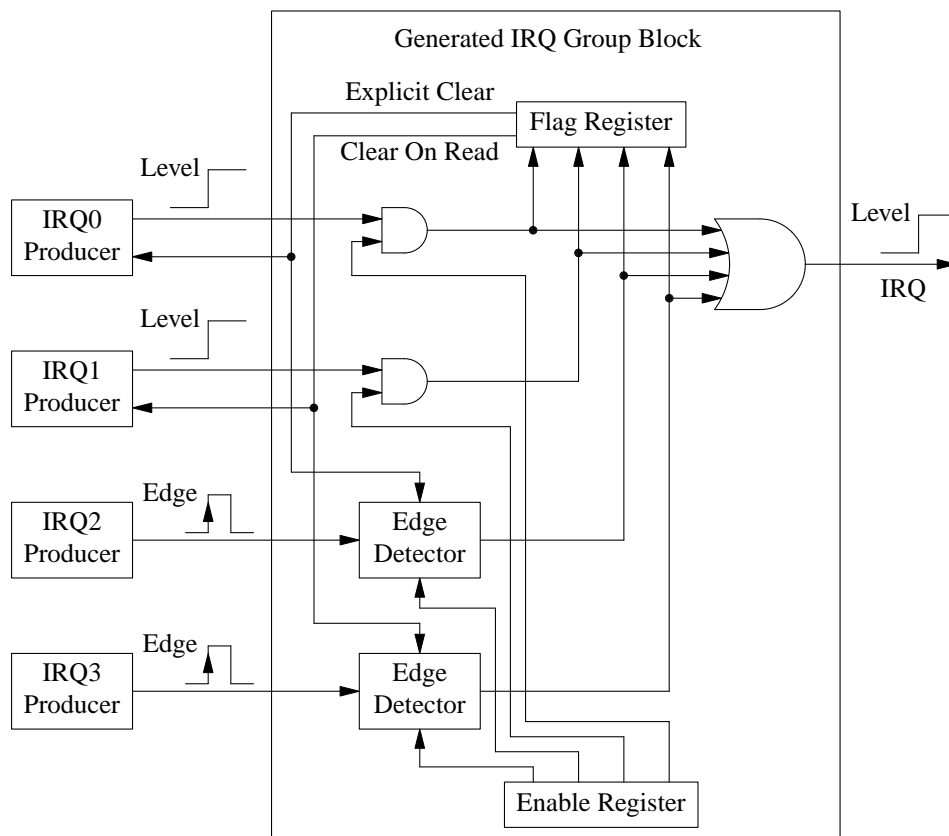 Generated IRQ Group Block
Explicit Clear
Flag Register
Clear On Read
Level
IRQ0
Producer
Level
IRQ
Level
IRQ1
Producer
Edge
IRQ2
Producer
Edge
Detector
Edge
IRQ3
Producer
Edge
Detector
Enable Register